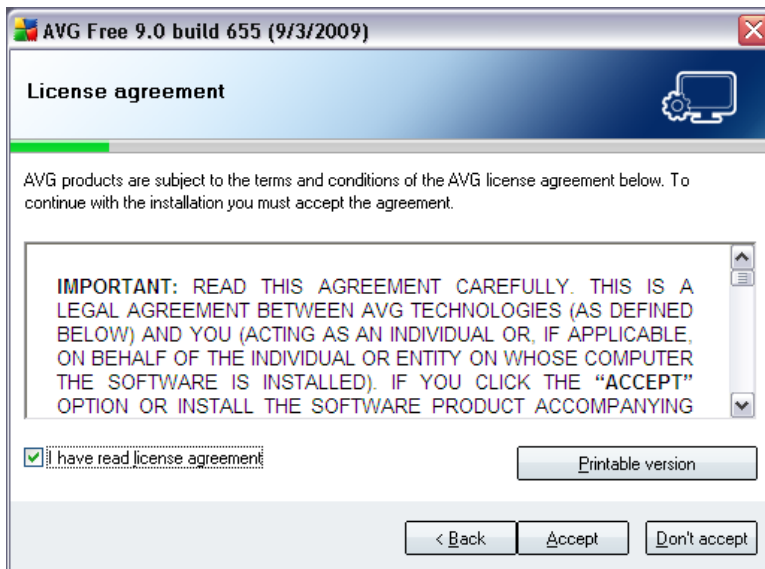 AVG Free 9.0 build 655 (9/3/2009)
License agreement
AVG products are subject to the terms and conditions of the AVG license agreement below. To
continue with the installation you must accept the agreement.
IMPORTANT: READ THIS AGREEMENT CAREFULLY. THIS IS A
LEGAL AGREEMENT BETWEEN AVG TECHNOLOGIES (AS DEFINED
BELOW) AND YOU (ACTING AS AN INDIVIDUAL OR, IF APPLICABLE,
ON BEHALF OF THE INDIVIDUAL OR ENTITY ON WHOSE COMPUTER
THE SOFTWARE IS INSTALLED). IF YOU CLICK THE “ACCEPT”
OPTION OR INSTALL THE SOFTWARE PRODUCT ACCOMPANYING
I have read license agreement
Printable version
< Back
Accept
Don't accept